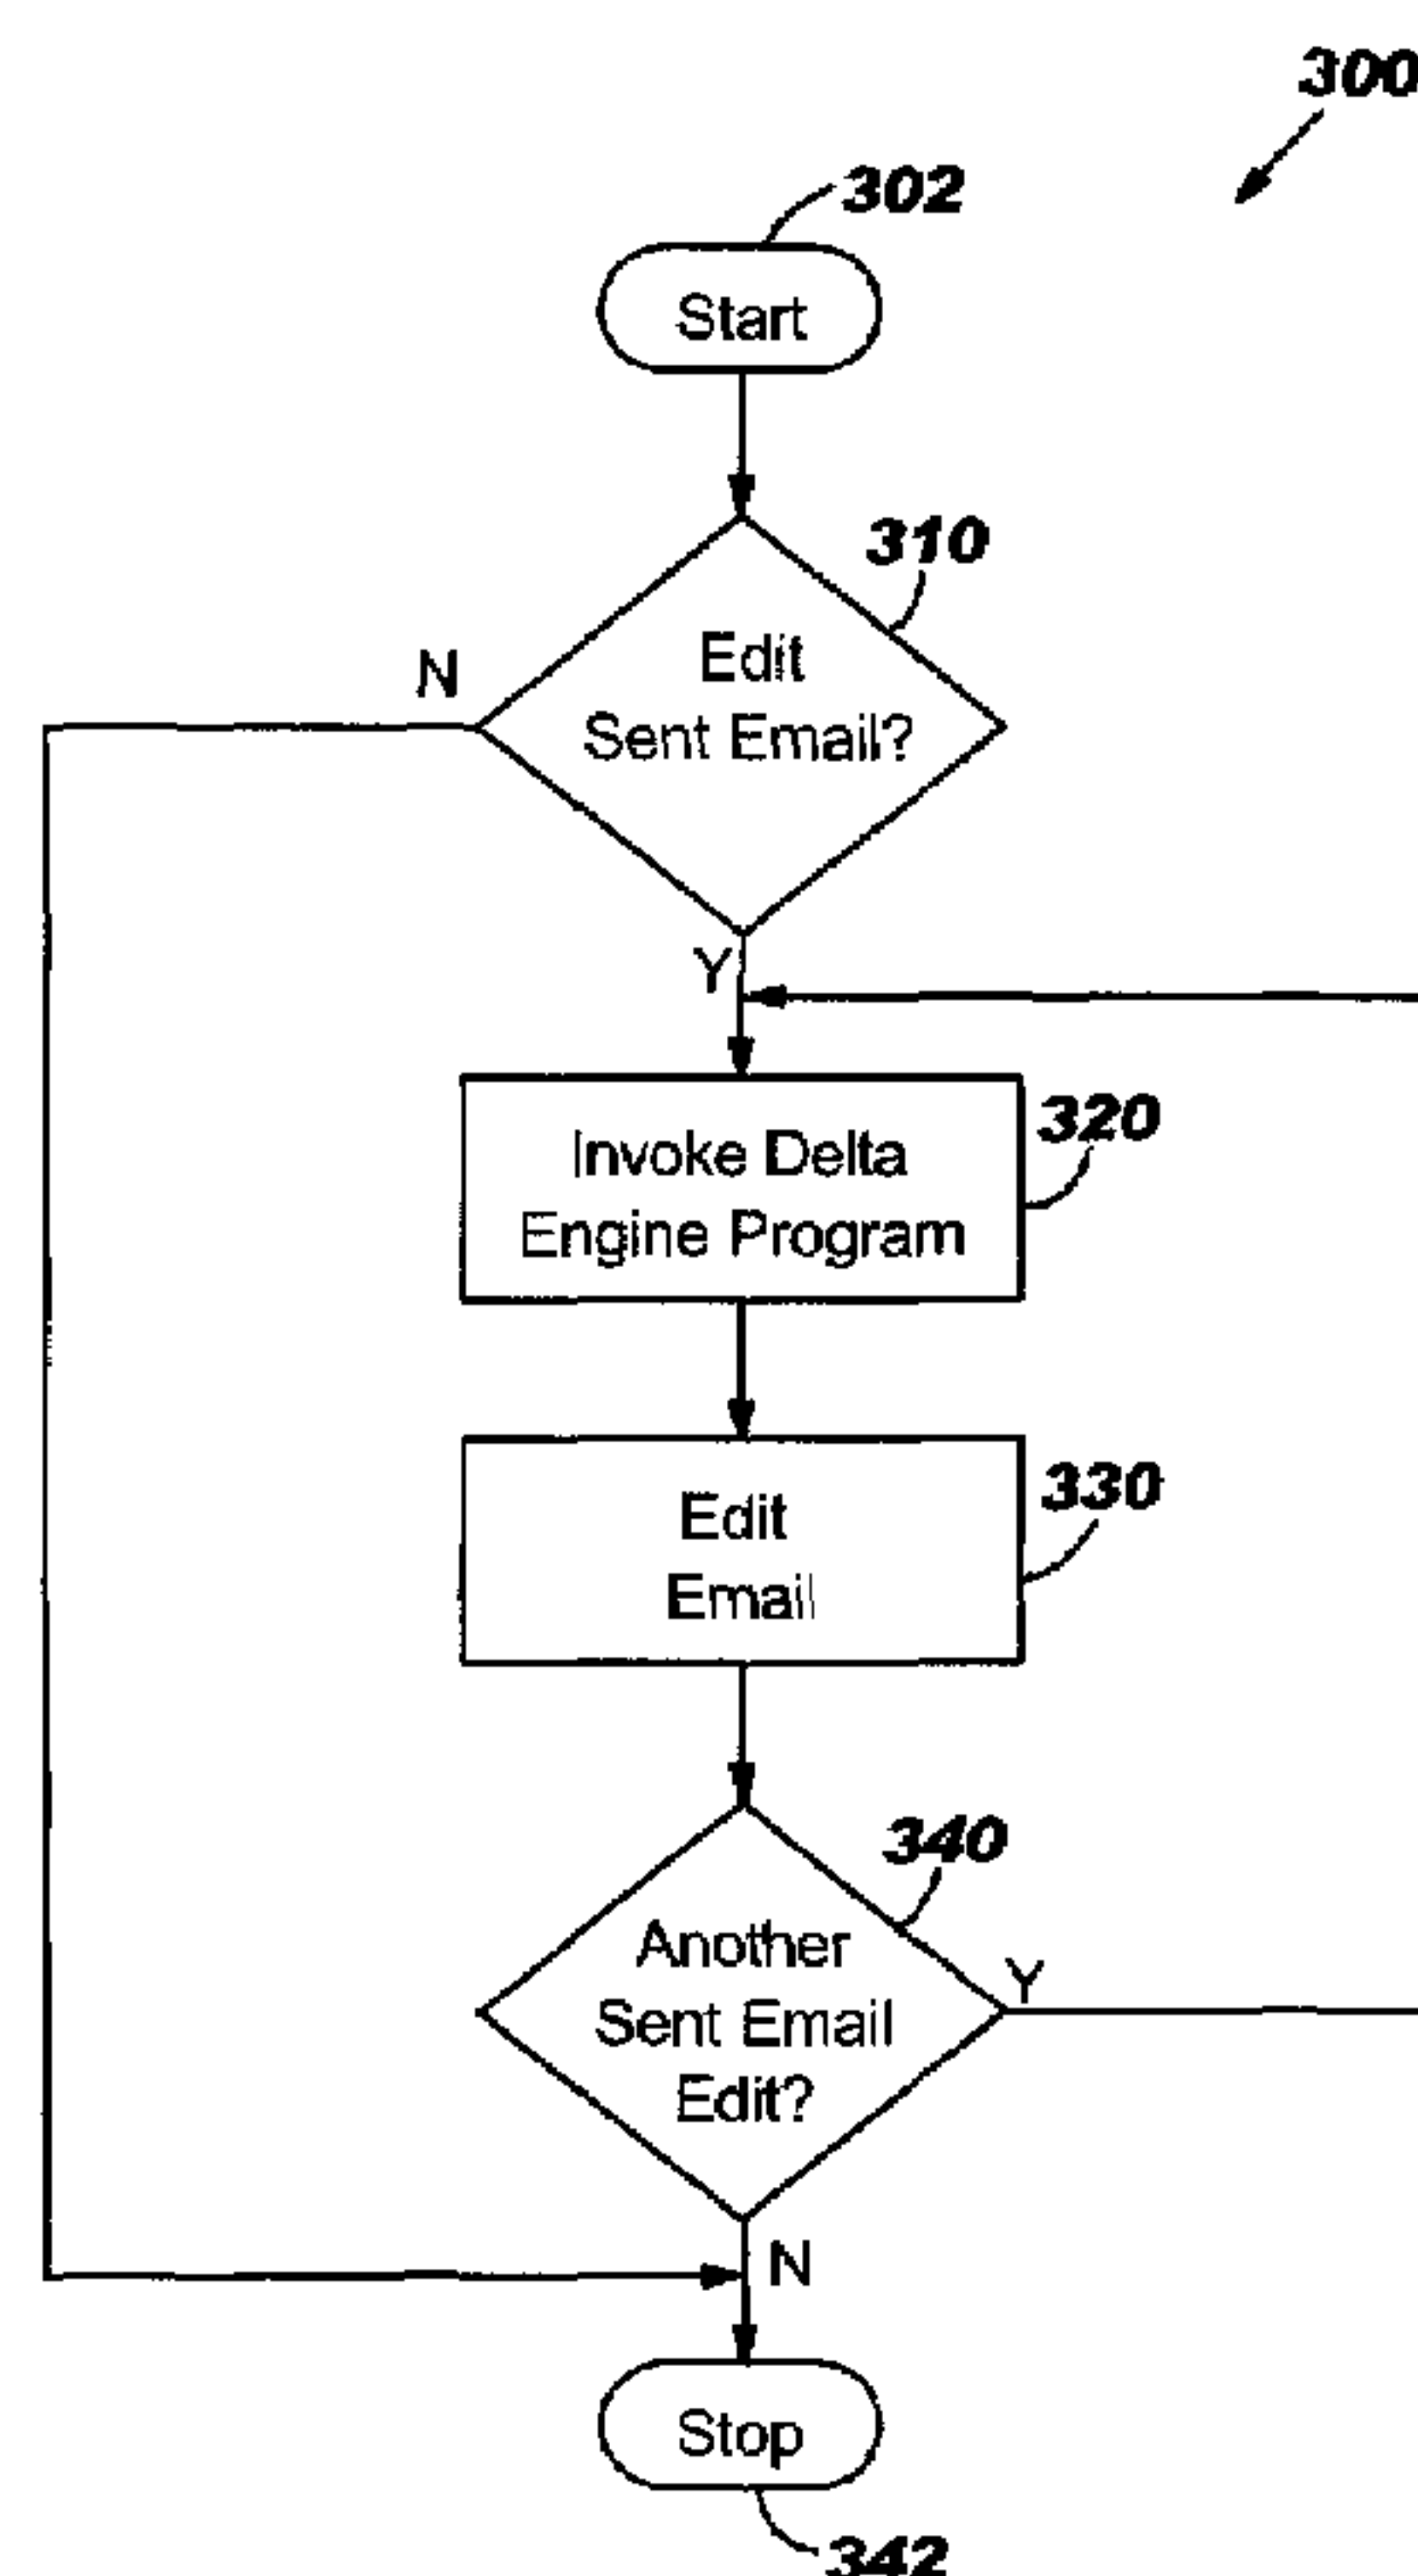 300
302
Start
310
Edit
Sent Email?
N
Y
320
Invoke Delta
Engine Program
330
Edit
Email
340
Another
Sent Email
Edit?
Y
N
Stop
342